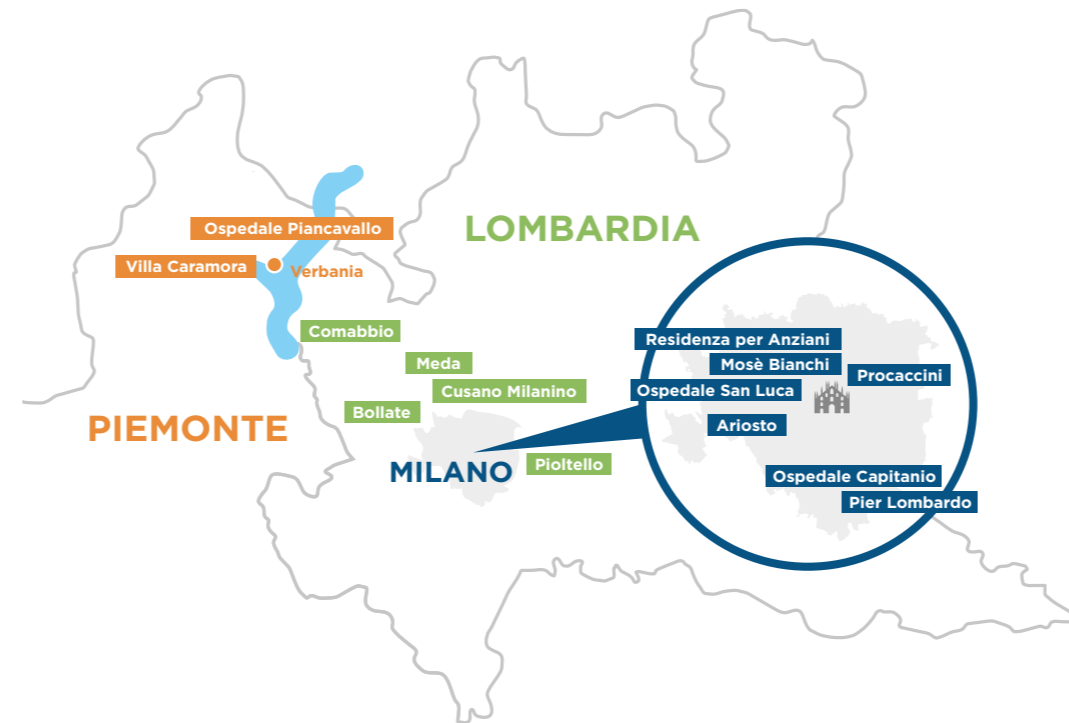 Ospedale Piancavallo
LOMBARDIA
Villa Caramora
Verbania
Comabbio
Residenza per Anziani
Meda
Mosè Bianchi
Procaccini
Cusano Milanino
Ospedale San Luca
Bollate
PIEMONTE
Ariosto
Pioltello
MILANO
Ospedale Capitanio
Pier Lombardo